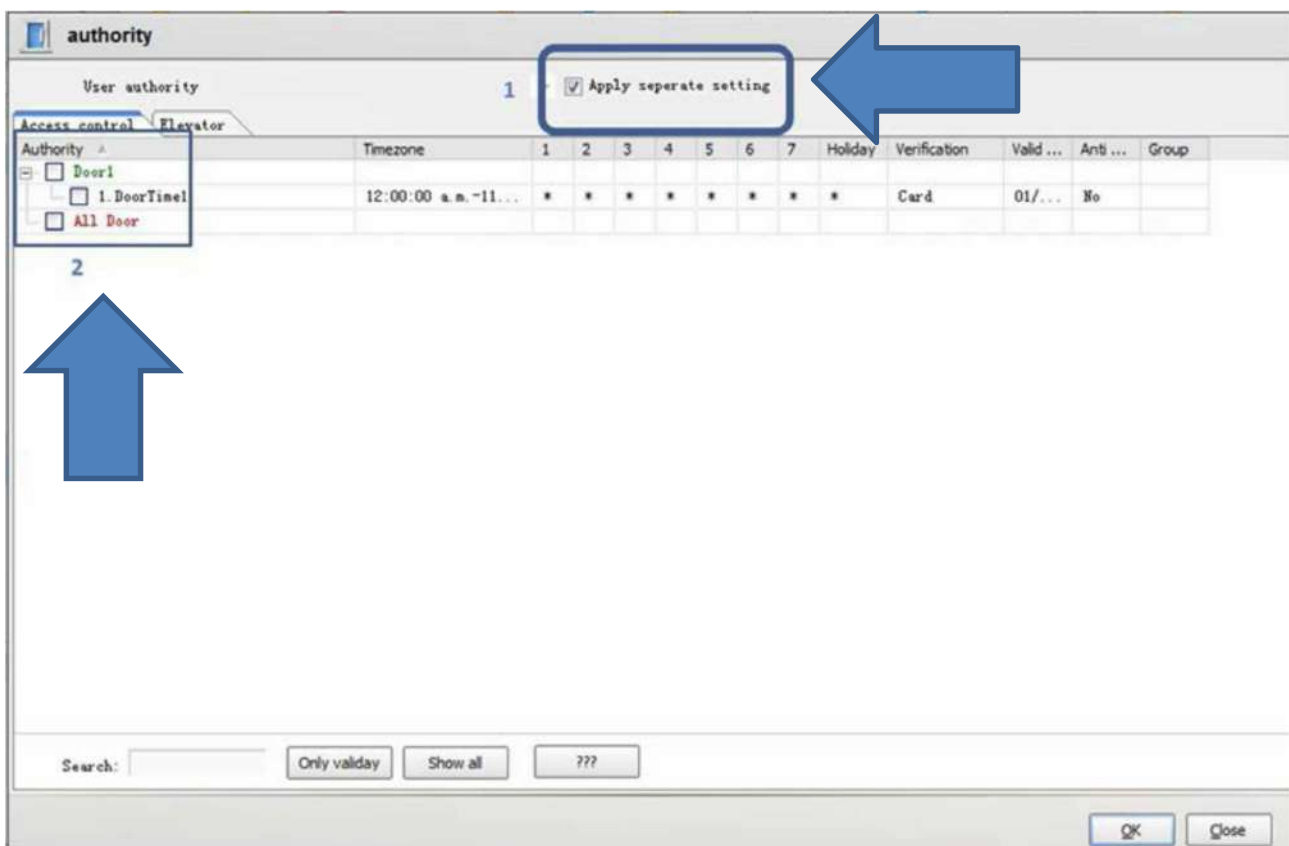 authority
User authority
1
Apply seperate setting
Access control Elevator
Authority Timezone 1 2 3 4 5 6 7 Holiday Verification Valid ... Anti ... Group
Door1
1.DoorTime1 12:00:00 a.m.~11... * * * * * * * * Card 01/... No
All Door
2
Search: Only validay Show all ???
OK Close